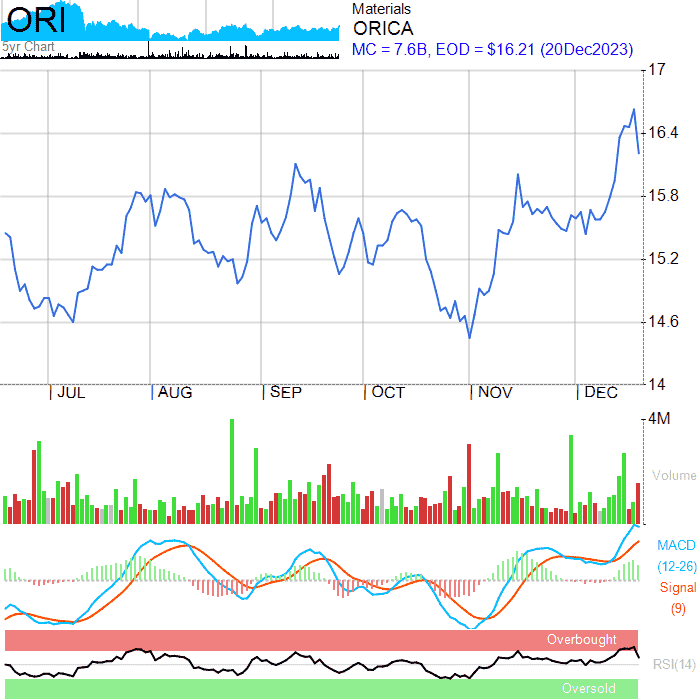 ORI
5yr Chart
Materials
ORICA
MC = 7.6B, EOD = $16.21 (20Dec2023)
17
16.4
15.8
15.2
14.6
14
JUL
AUG
SEP
OCT
NOV
DEC
4M
Volume
MACD
(12-26)
Signal
(9)
Overbought
RSI(14)
Oversold